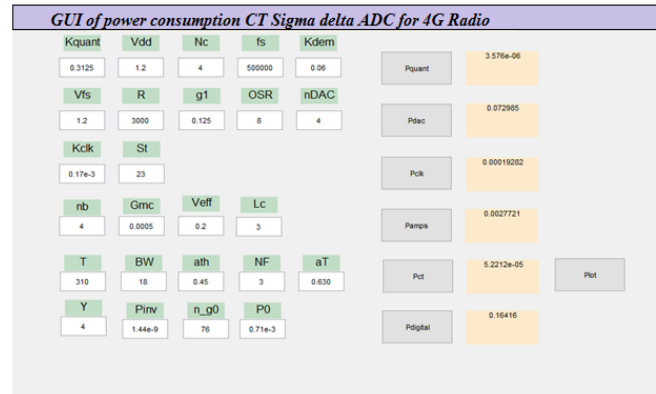 GUI of power consumption CT Sigma delta ADC for 4G Radio
Kquant Vdd Nc fs Kdem
0.3125 1.2 4 500000 0.06
Pquant 3.576e-06
Vfs R g1 OSR nDAC
1.2 3000 0.125 8 4
Pdac 0.072985
Kclk St
0.17e-3 23
Pclk 0.00019282
nb Gmc Veff Lc
4 0.0005 0.2 3
Pamps 0.0027721
T BW ath NF aT
310 18 0.45 3 0.630
Pct 5.2212e-05 Plot
Y Pinv n_g0 P0
4 1.44e-9 76 0.71e-3
Pdigital 0.16416